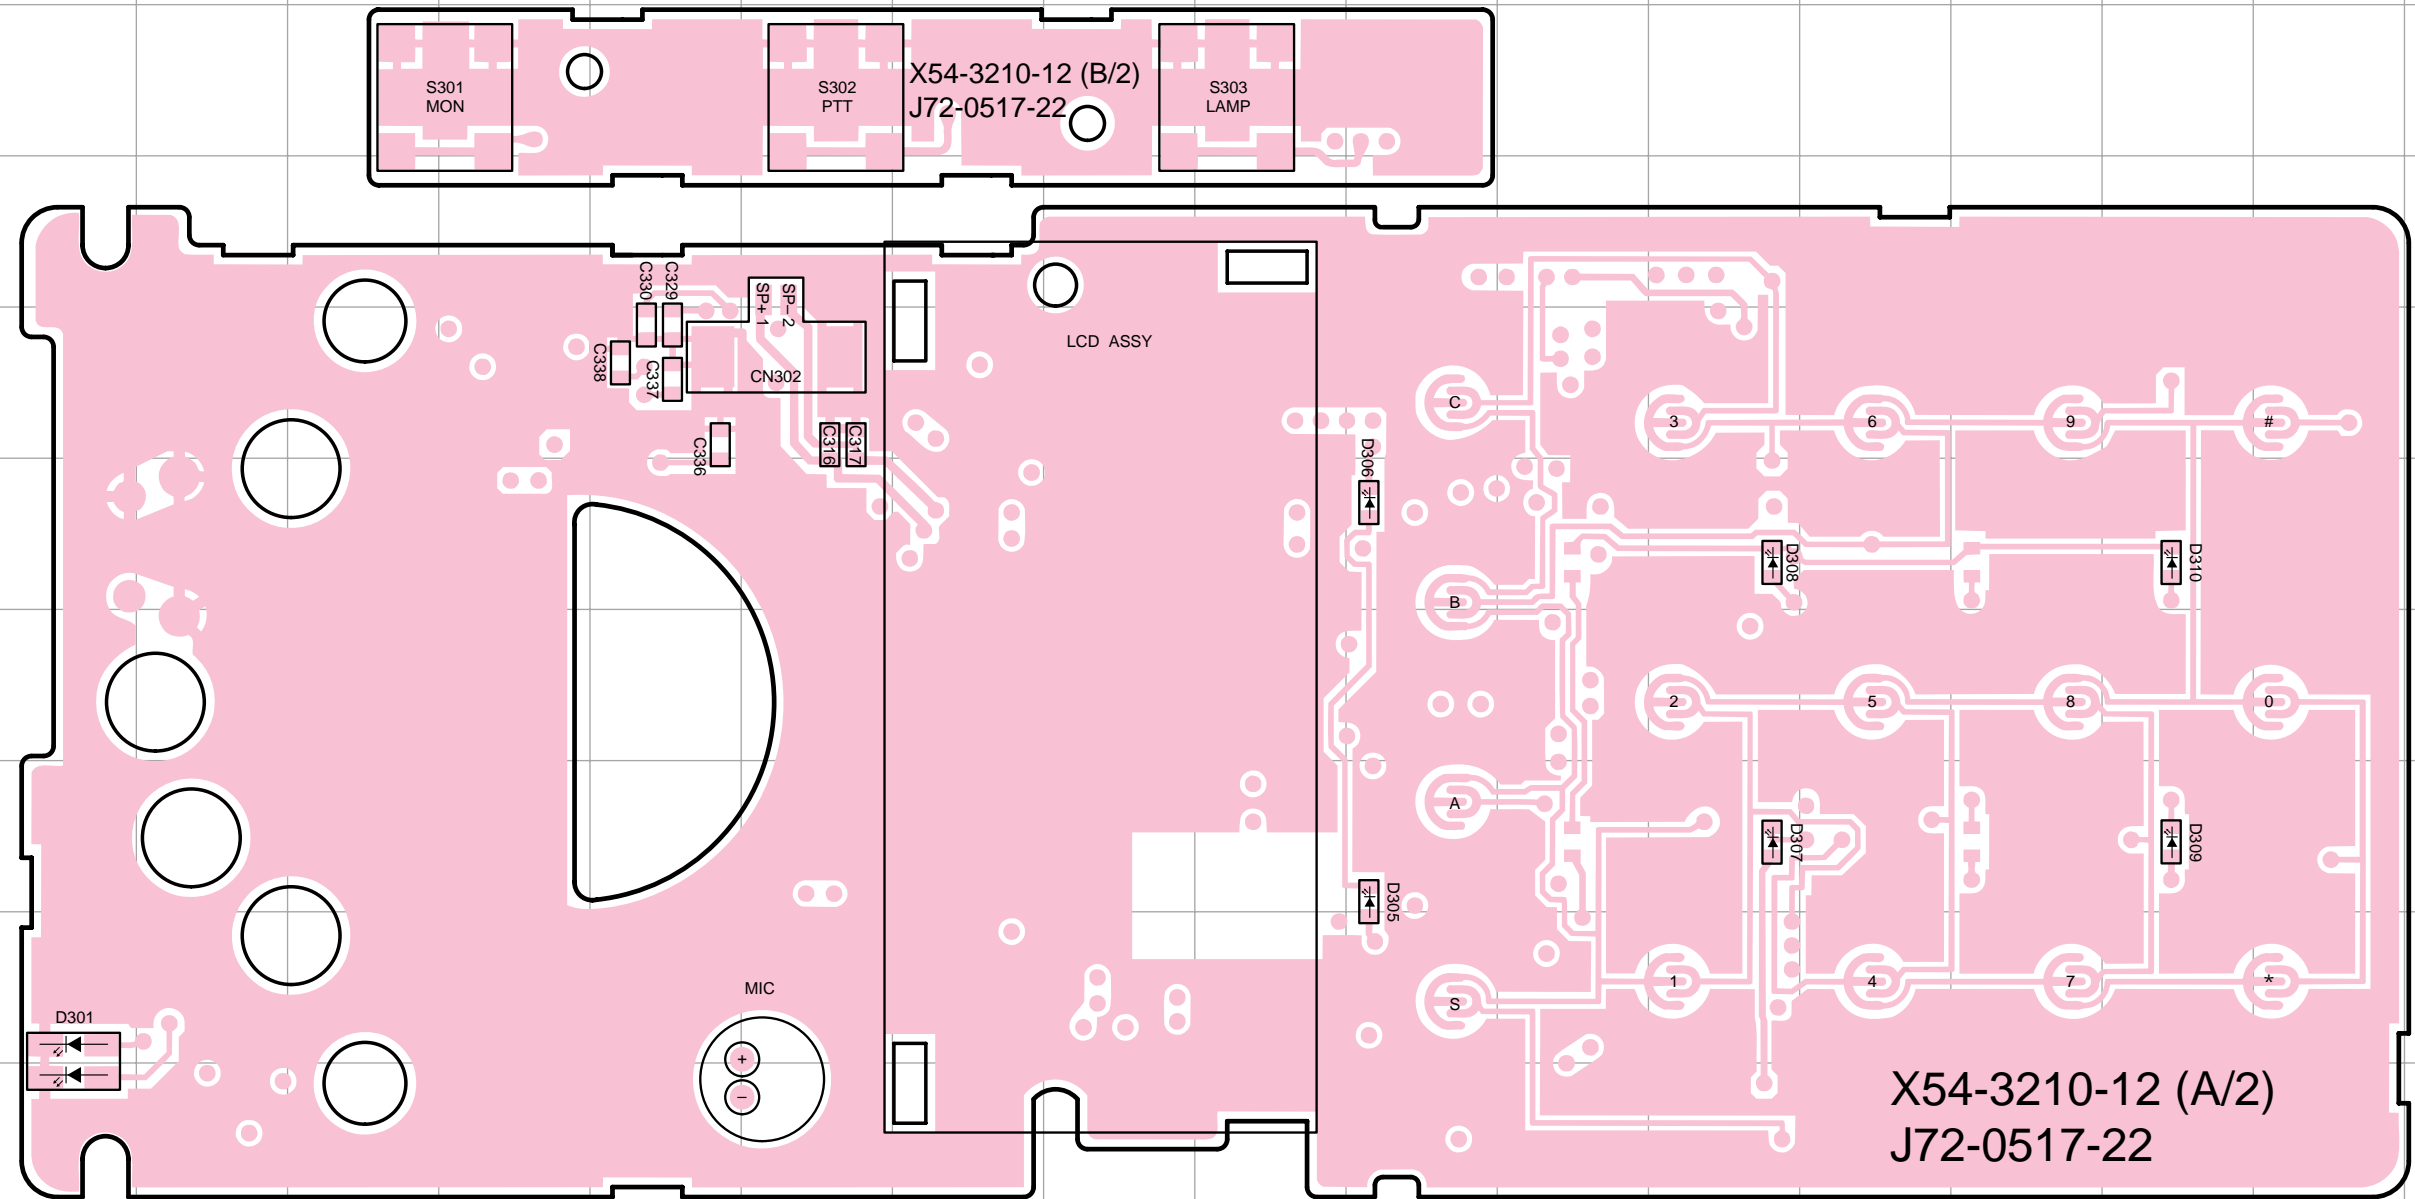 S301
MON
S302
PTT
X54-3210-12 (B/2)
J72-0517-22
S303
LAMP
C330
C329
SP+ 1
SP- 2
C338
C337
CN302
LCD ASSY
C336
C316
C317
D306
C
3
6
9
#
D308
D310
B
2
5
8
0
A
D307
D309
D305
MIC
+
−
D301
S
1
4
7
*
X54-3210-12 (A/2)
J72-0517-22